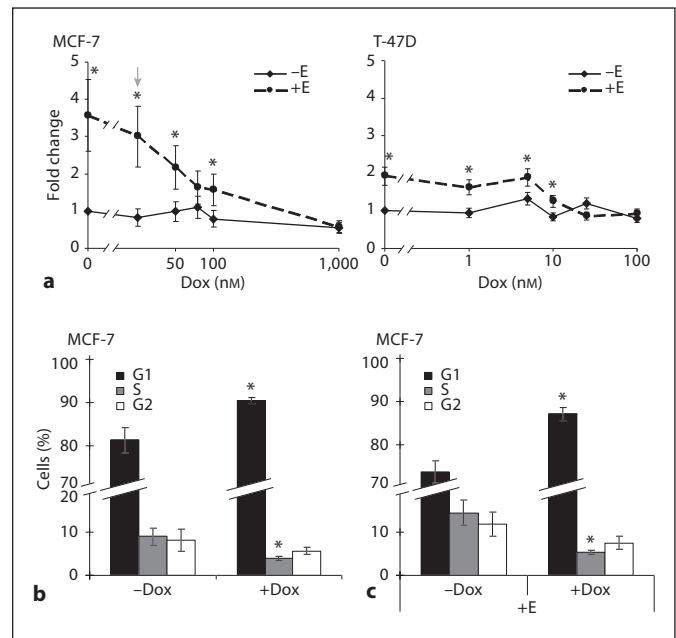 MCF-7
T-47D
5
4
3
2
1
0
Fold change
* * * *
–E
+E
0 50 100 1,000
Dox (nM)
5
4
3
2
1
0
* * * *
–E
+E
0 1 10 100
Dox (nM)
a
MCF-7
100
90
80
70
20
10
0
Cells (%)
G1
S
G2
*
*
–Dox +Dox
b
MCF-7
100
90
80
70
20
10
0
G1
S
G2
*
*
–Dox +Dox
+E
c